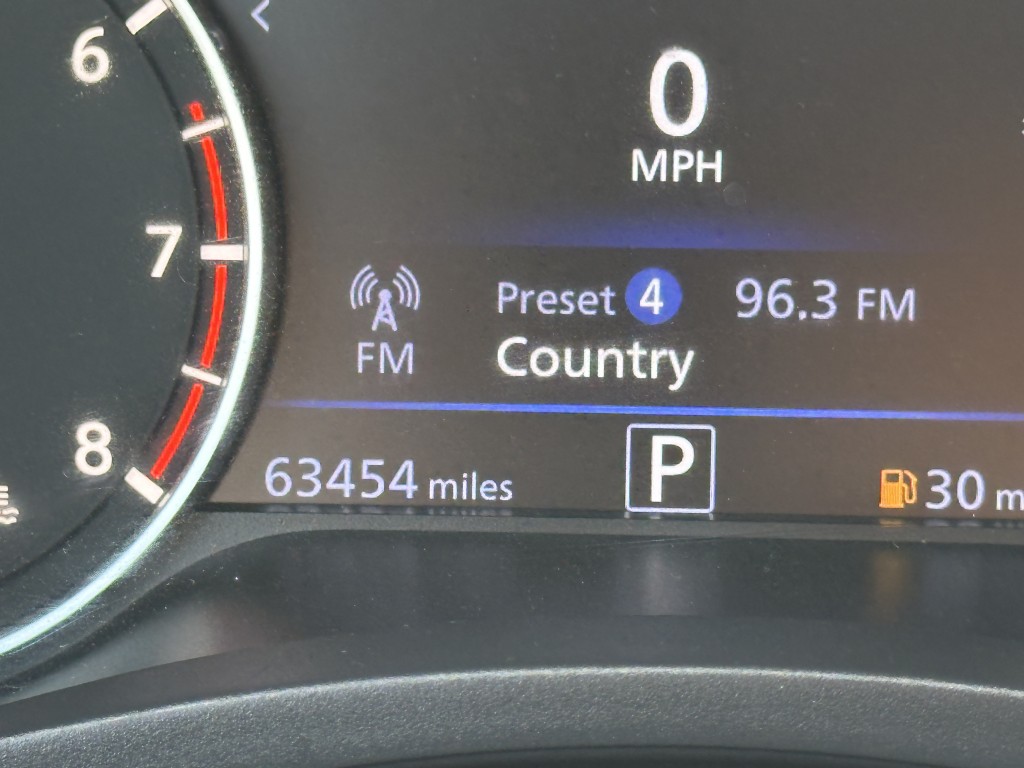 6
7
8
0
MPH
Preset 4 96.3 FM
FM
Country
63454 miles
P
30 m